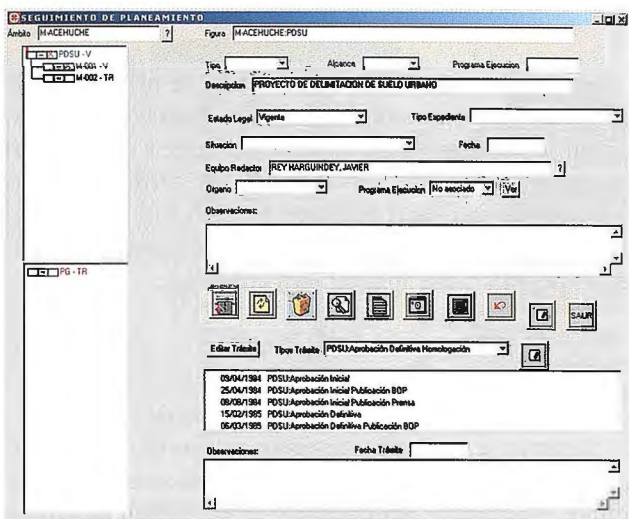 SEGUIMIENTO DE PLANEAMIENTO
Ámbito M-ACEHUCHE ? Figura M-ACEHUCHE:PDSU
PDSU - V
M-001 - V
M-002 - TR
Tipo Alcance Programa Ejecucion
Descripcion PROYECTO DE DELIMITACION DE SUELO URBANO
Estado Legal Vigente Tipo Expediente
Situacion Fecha
Equipo Redactor REY HARGUINDEY, JAVIER ?
Organo Programa Ejecucion No asociado Ver
Observaciones:
PG - TR
SALIR
Editar Trámite Tipos Trámite PDSU:Aprobación Definitiva Homologación
09/04/1984 PDSU:Aprobación Inicial
25/04/1984 PDSU:Aprobación Inicial Publicación BOP
08/08/1984 PDSU:Aprobación Inicial Publicación Prensa
15/02/1985 PDSU:Aprobación Definitiva
06/03/1985 PDSU:Aprobación Definitiva Publicación BOP
Observaciones: Fecha Trámite